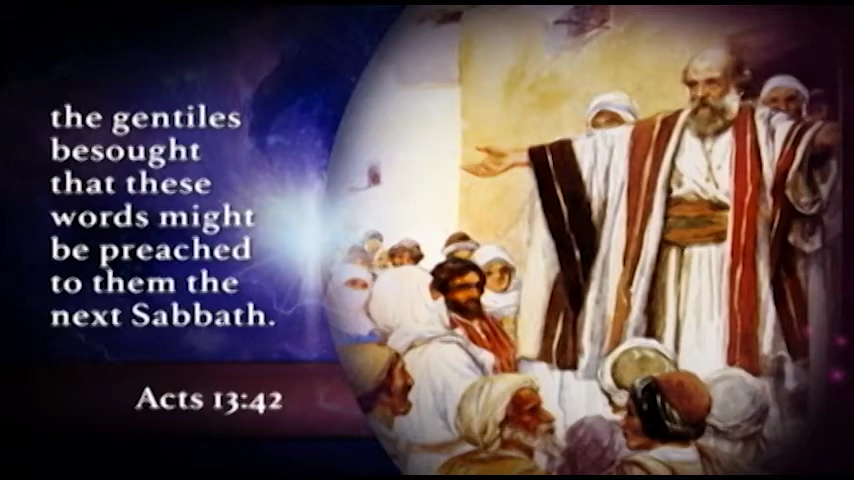 the gentiles
besought
that these
words might
be preached
to them the
next Sabbath.
Acts 13:42